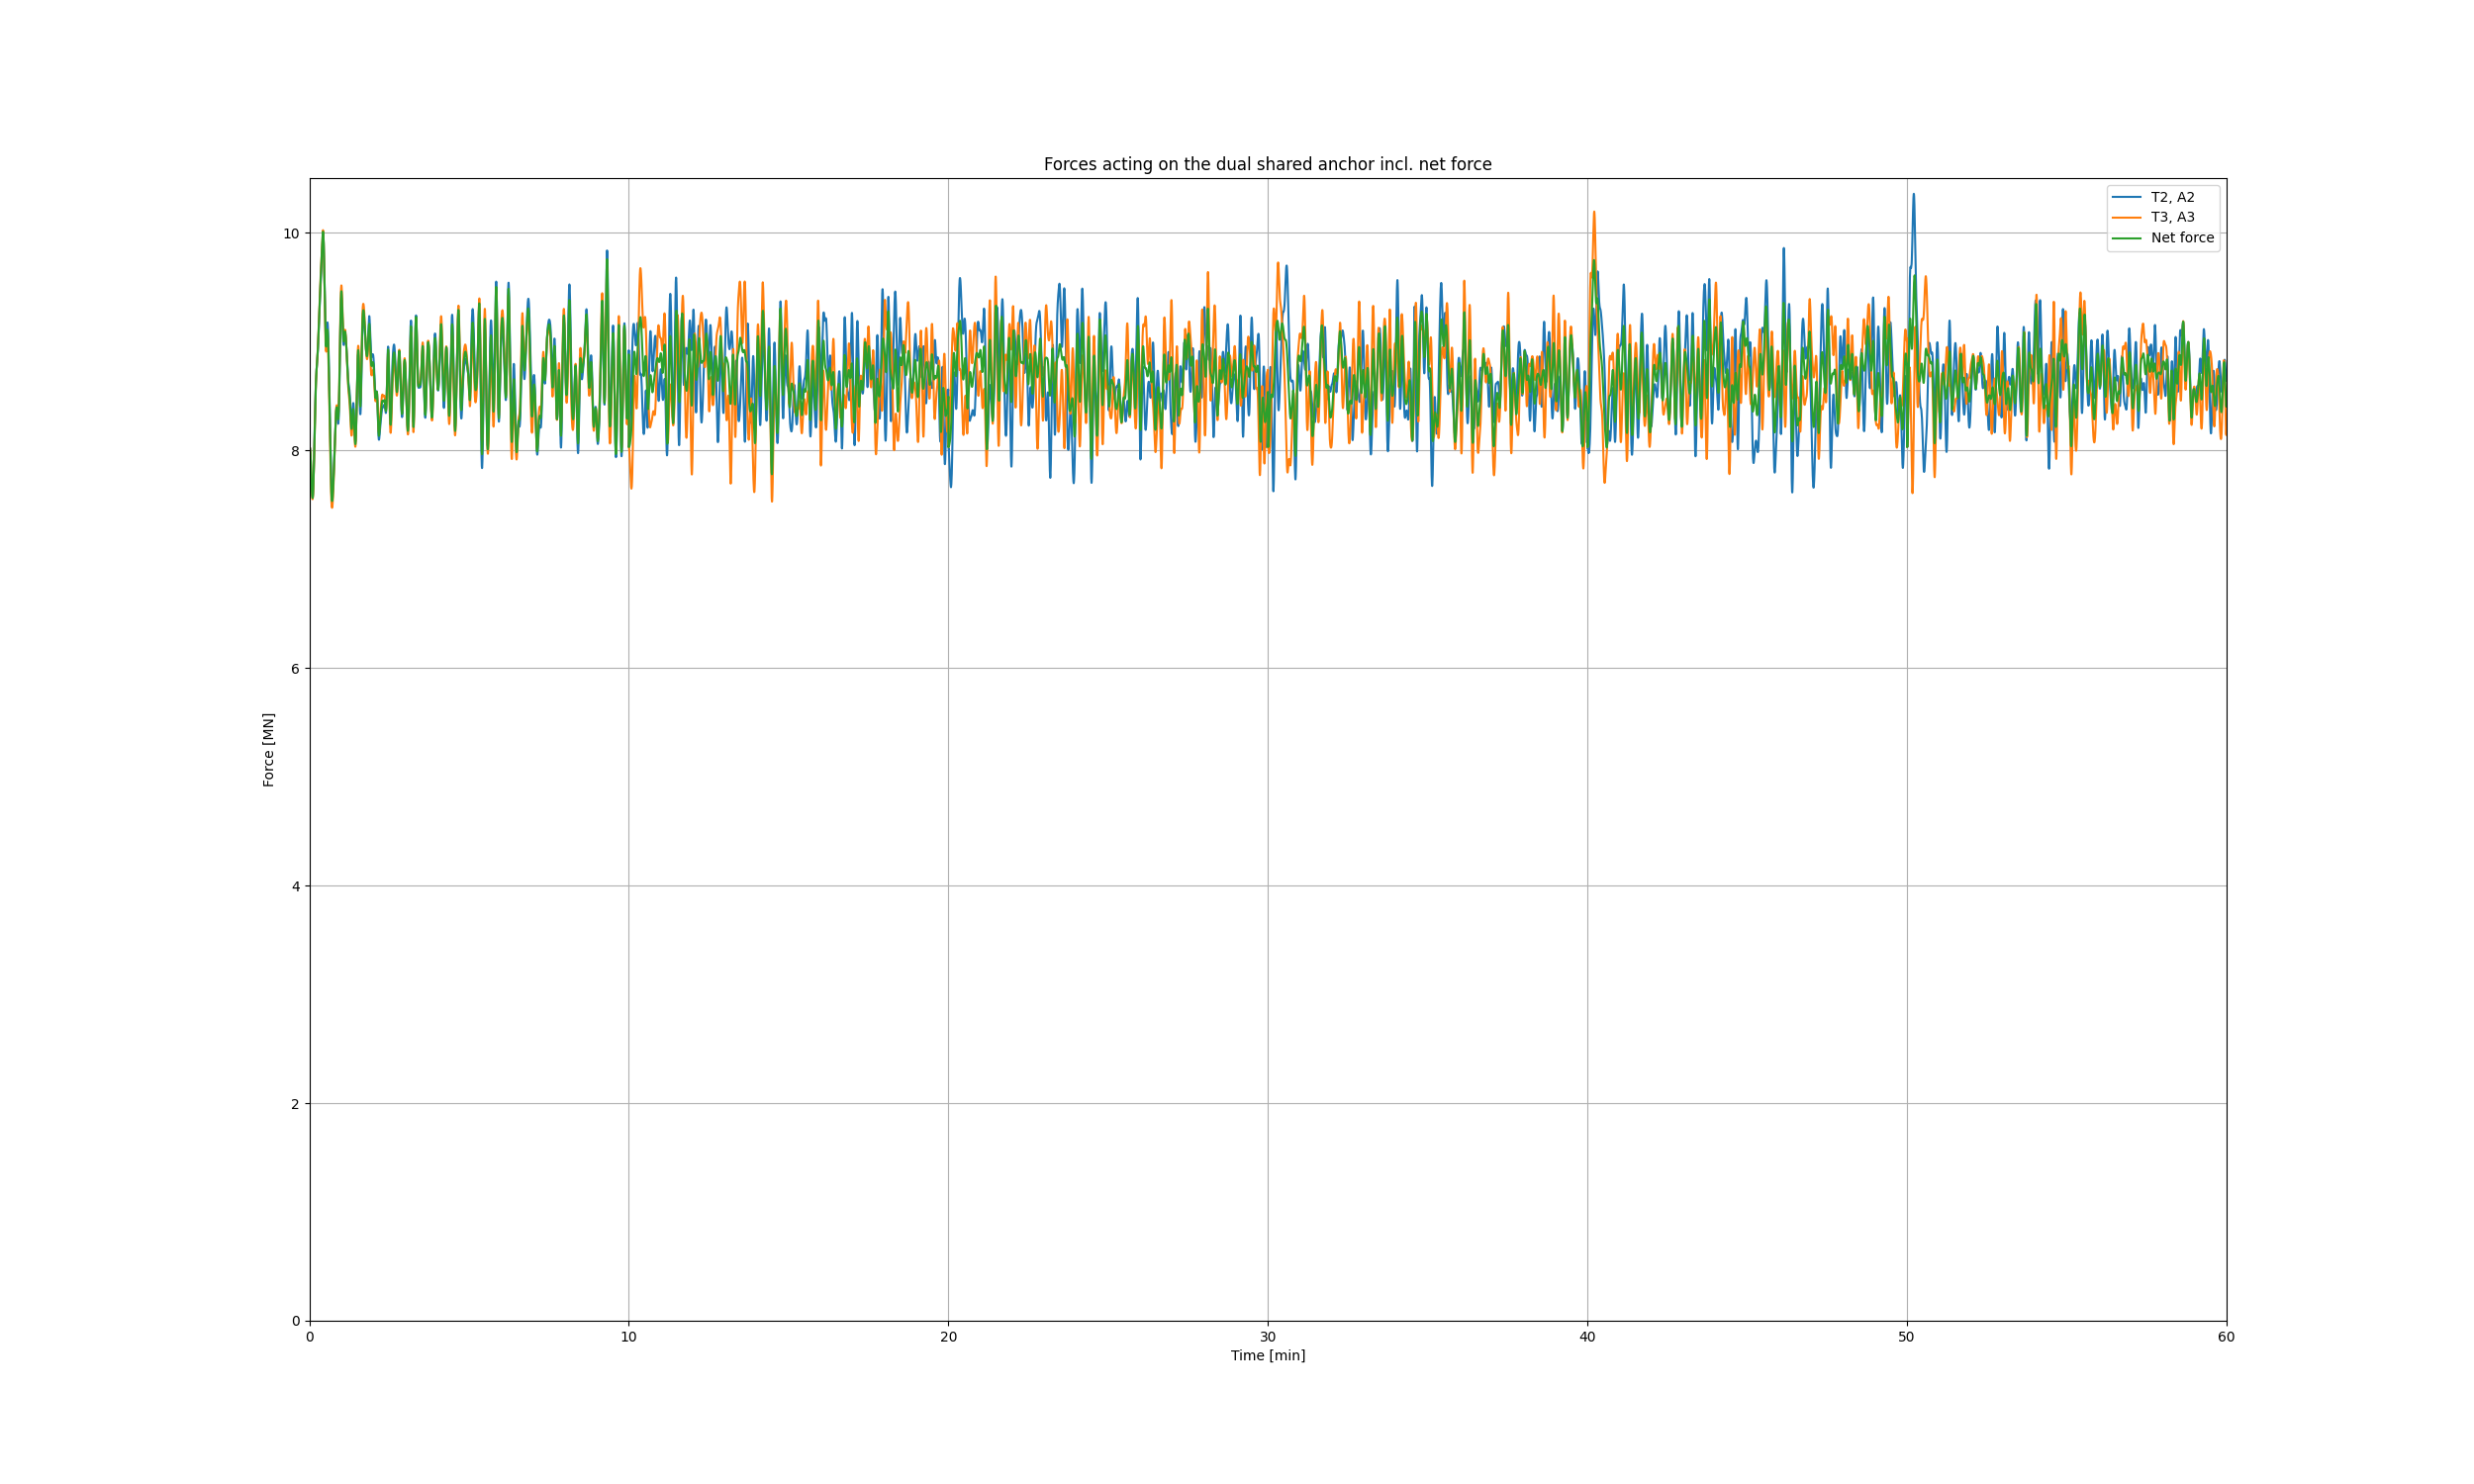 Forces acting on the dual shared anchor incl. net force
T2, A2
T3, A3
Net force
10
8
6
4
2
0
Force [MN]
0 10 20 30 40 50 60
Time [min]